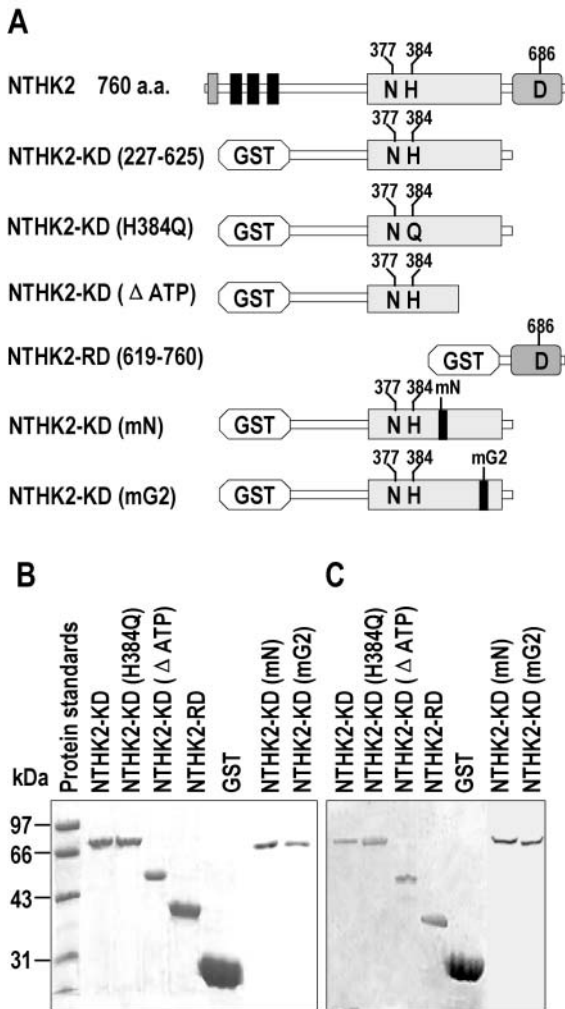 A
377 384 686
NTHK2 760 a.a. N H D
377 384
NTHK2-KD (227-625) GST N H
377 384
NTHK2-KD (H384Q) GST N Q
377 384
NTHK2-KD (Δ ATP) GST N H
686
NTHK2-RD (619-760) GST D
377 384 mN
NTHK2-KD (mN) GST N H
377 384 mG2
NTHK2-KD (mG2) GST N H
B
Protein standards
NTHK2-KD
NTHK2-KD (H384Q)
NTHK2-KD (Δ ATP)
NTHK2-RD
GST
NTHK2-KD (mN)
NTHK2-KD (mG2)
kDa
97
66
43
31
C
NTHK2-KD
NTHK2-KD (H384Q)
NTHK2-KD (Δ ATP)
NTHK2-RD
GST
NTHK2-KD (mN)
NTHK2-KD (mG2)